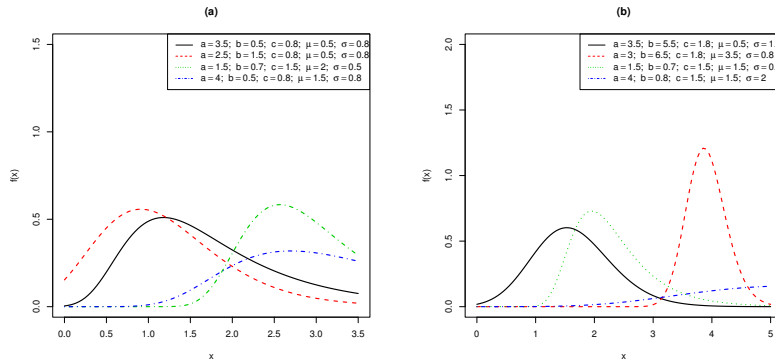 (a)
a=3.5; b=0.5; c=0.8; μ=0.5; σ=0.8
a=2.5; b=1.5; c=0.8; μ=0.5; σ=0.8
a=1.5; b=0.7; c=1.5; μ=2; σ=0.5
a=4; b=0.5; c=0.8; μ=1.5; σ=0.8
f(x)
1.5
1.0
0.5
0.0
0.0 0.5 1.0 1.5 2.0 2.5 3.0 3.5
x
(b)
a=3.5; b=5.5; c=1.8; μ=0.5; σ=1.
a=3; b=6.5; c=1.8; μ=3.5; σ=0.8
a=1.5; b=0.7; c=1.5; μ=1.5; σ=0.
a=4; b=0.8; c=1.5; μ=1.5; σ=2
f(x)
2.0
1.5
1.0
0.5
0.0
0 1 2 3 4 5
x